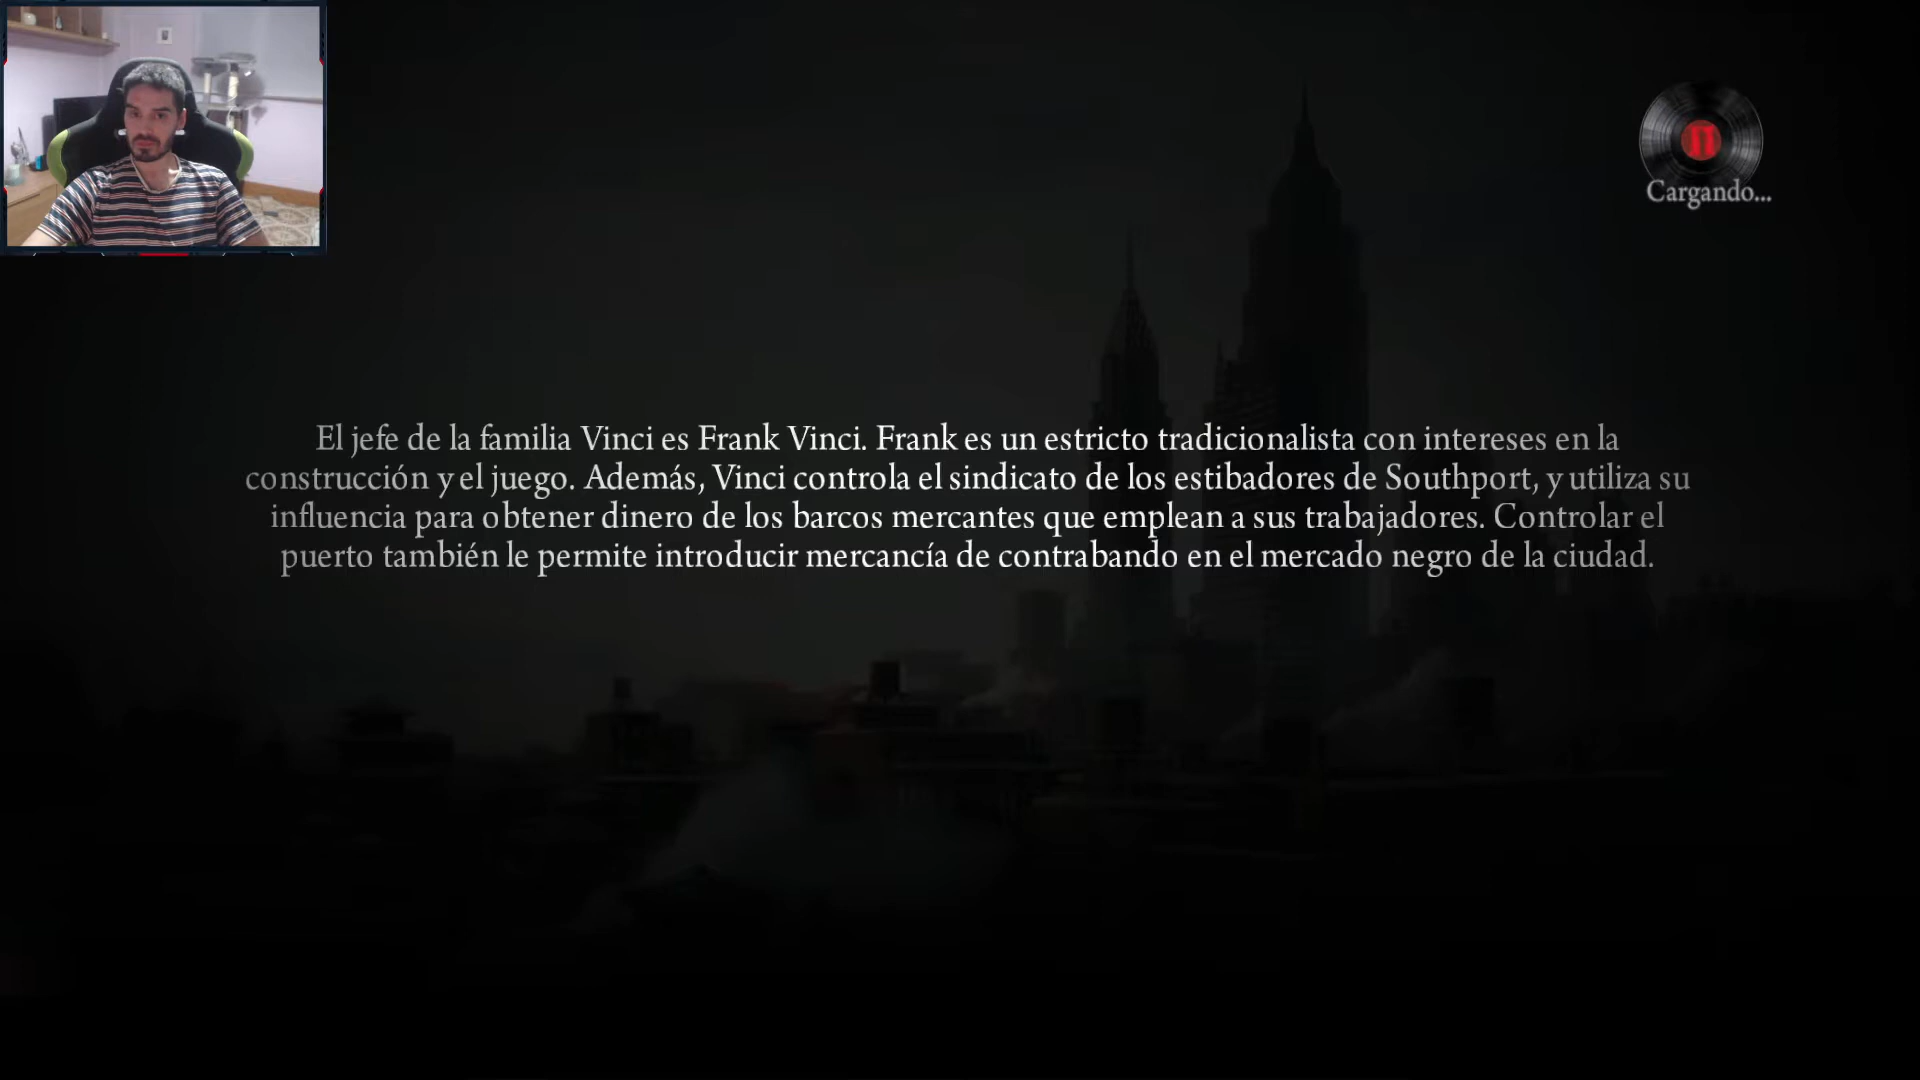 Cargando...
El jefe de la familia Vinci es Frank Vinci. Frank es un estricto tradicionalista con intereses en la
construcción y el juego. Además, Vinci controla el sindicato de los estibadores de Southport, y utiliza su
influencia para obtener dinero de los barcos mercantes que emplean a sus trabajadores. Controlar el
puerto también le permite introducir mercancía de contrabando en el mercado negro de la ciudad.